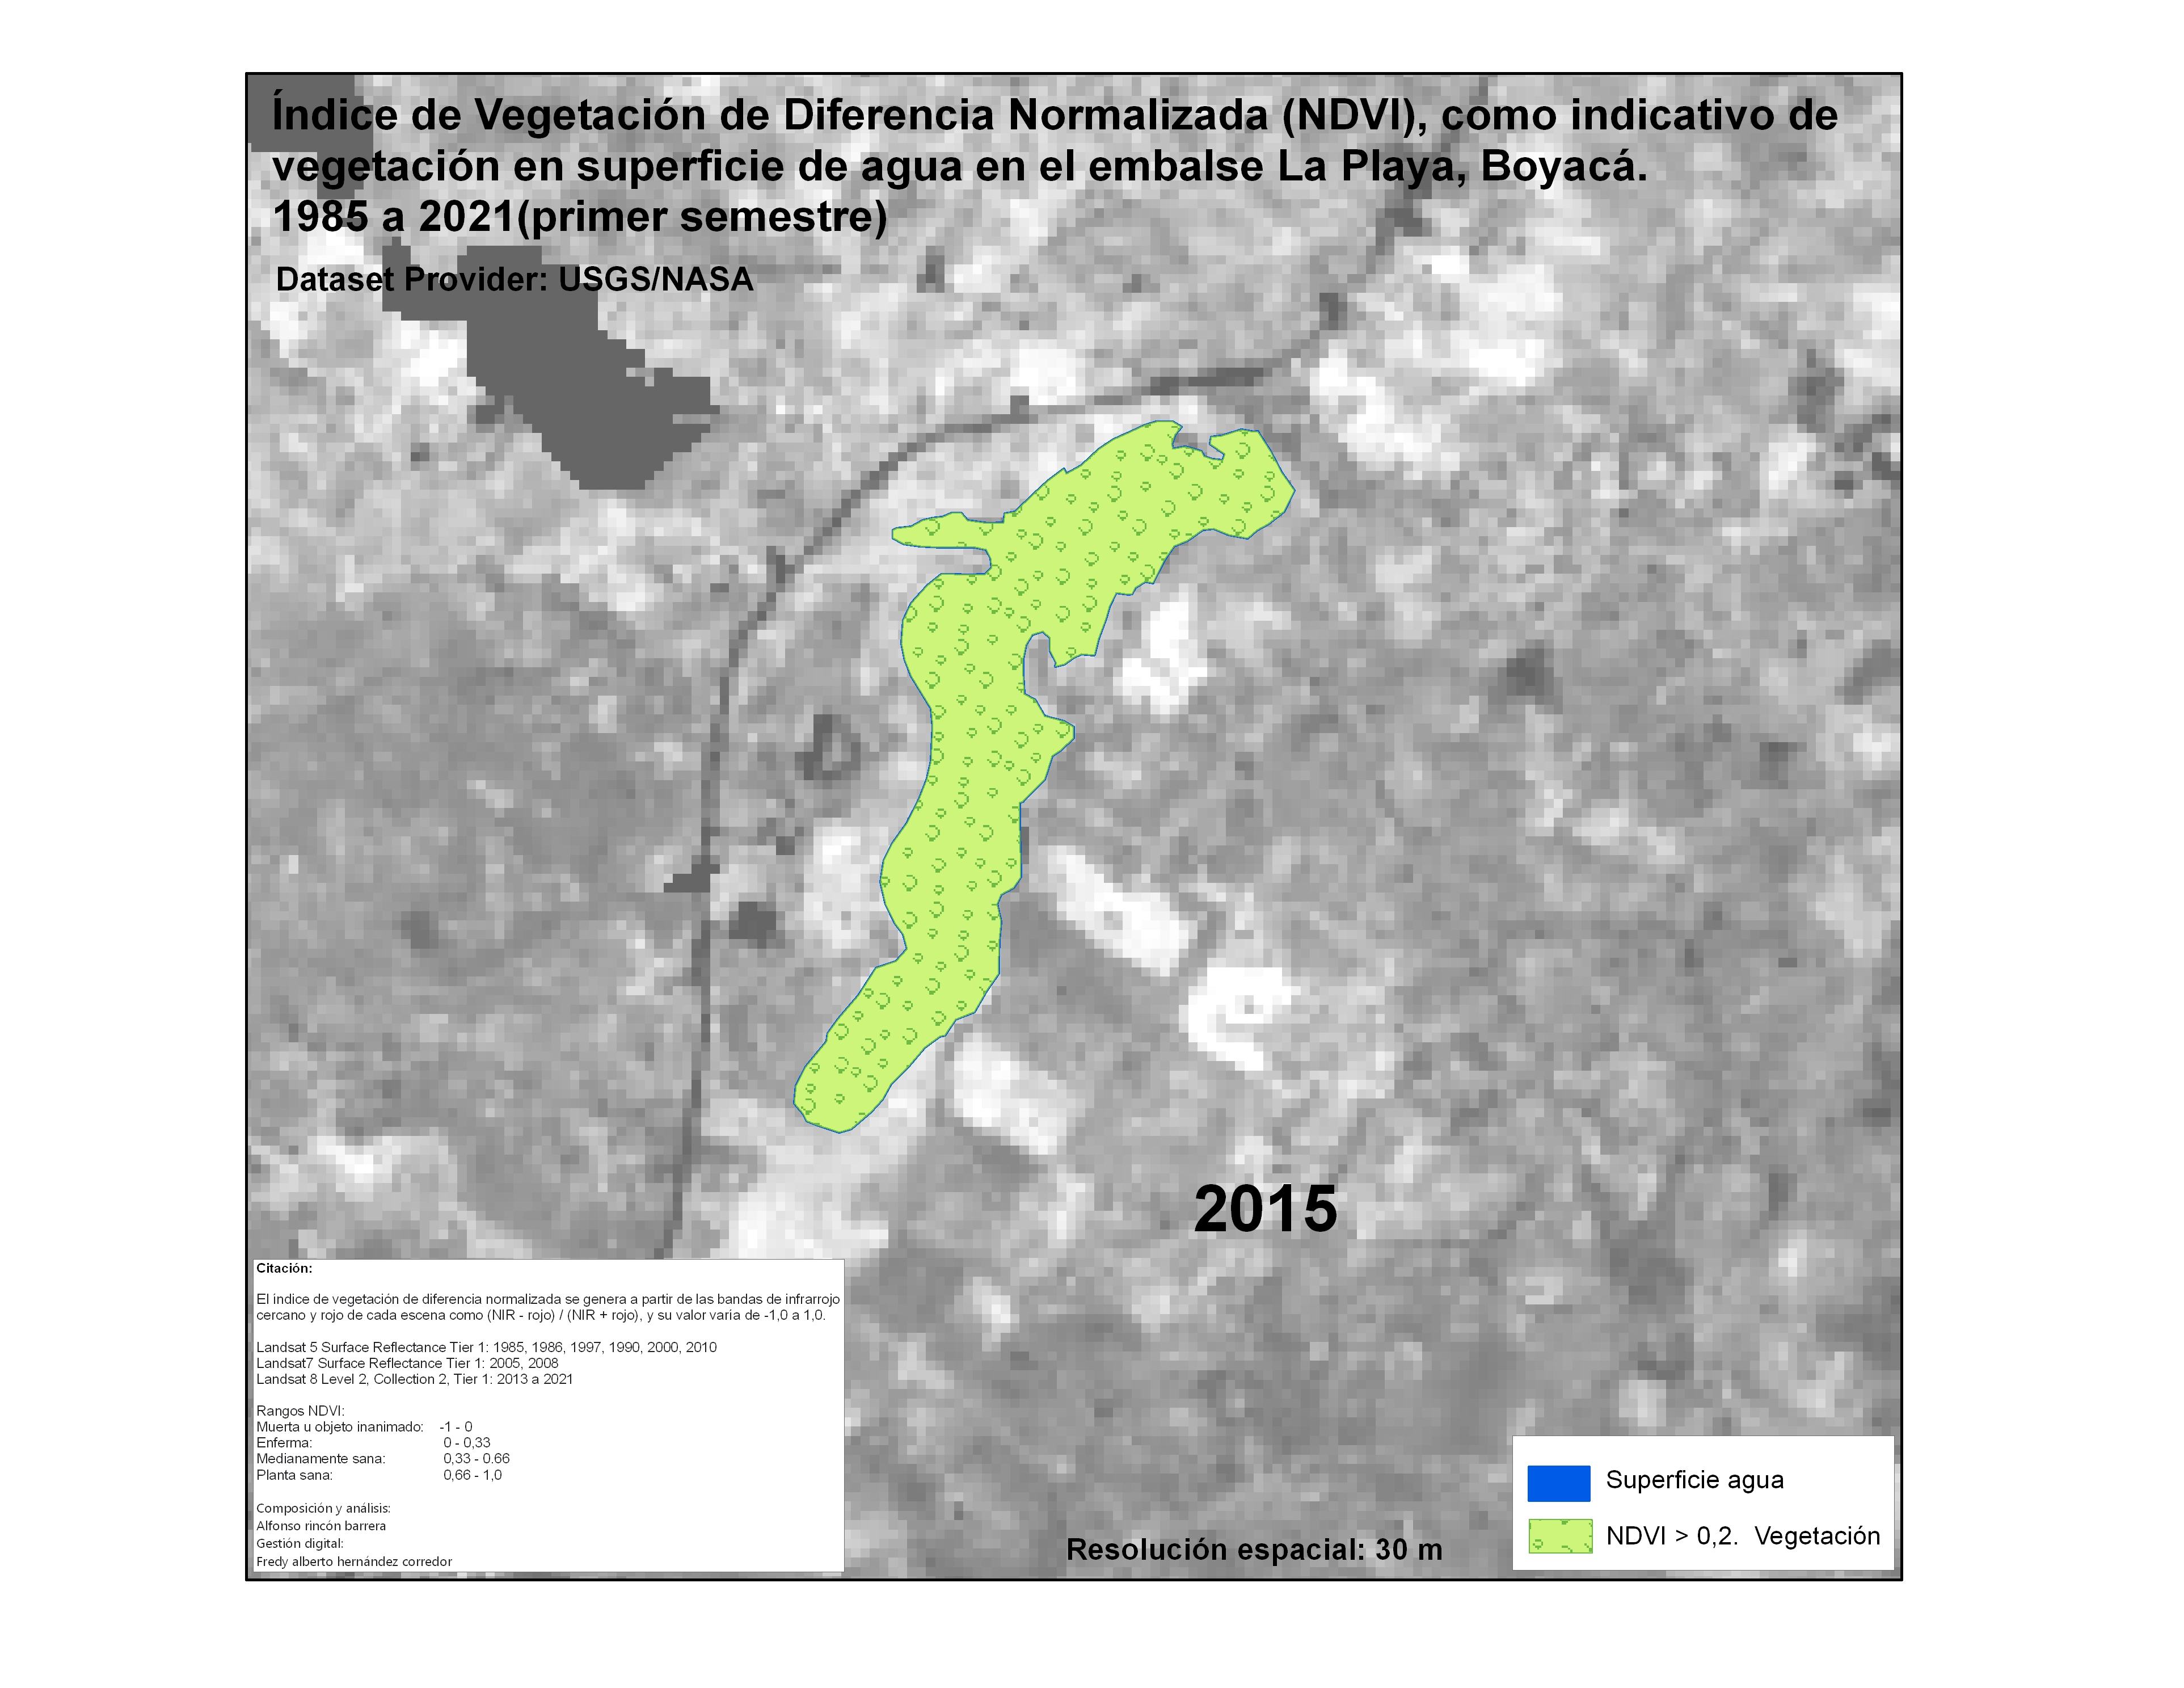 Índice de Vegetación de Diferencia Normalizada (NDVI), como indicativo de
vegetación en superficie de agua en el embalse La Playa, Boyacá.
1985 a 2021(primer semestre)
Dataset Provider: USGS/NASA
2015
Citación:
El indice de vegetación de diferencia normalizada se genera a partir de las bandas de infrarrojo
cercano y rojo de cada escena como (NIR - rojo) / (NIR + rojo), y su valor varia de -1,0 a 1,0.
Landsat 5 Surface Reflectance Tier 1: 1985, 1986, 1997, 1990, 2000, 2010
Landsat7 Surface Reflectance Tier 1: 2005, 2008
Landsat 8 Level 2, Collection 2, Tier 1: 2013 a 2021
Rangos NDVI:
Muerta u objeto inanimado: -1 - 0
Enferma: 0 - 0,33
Medianamente sana: 0,33 - 0.66
Planta sana: 0,66 - 1,0
Composición y análisis:
Alfonso rincón barrera
Gestión digital:
Fredy alberto hernández corredor
Resolución espacial: 30 m
Superficie agua
NDVI > 0,2. Vegetación